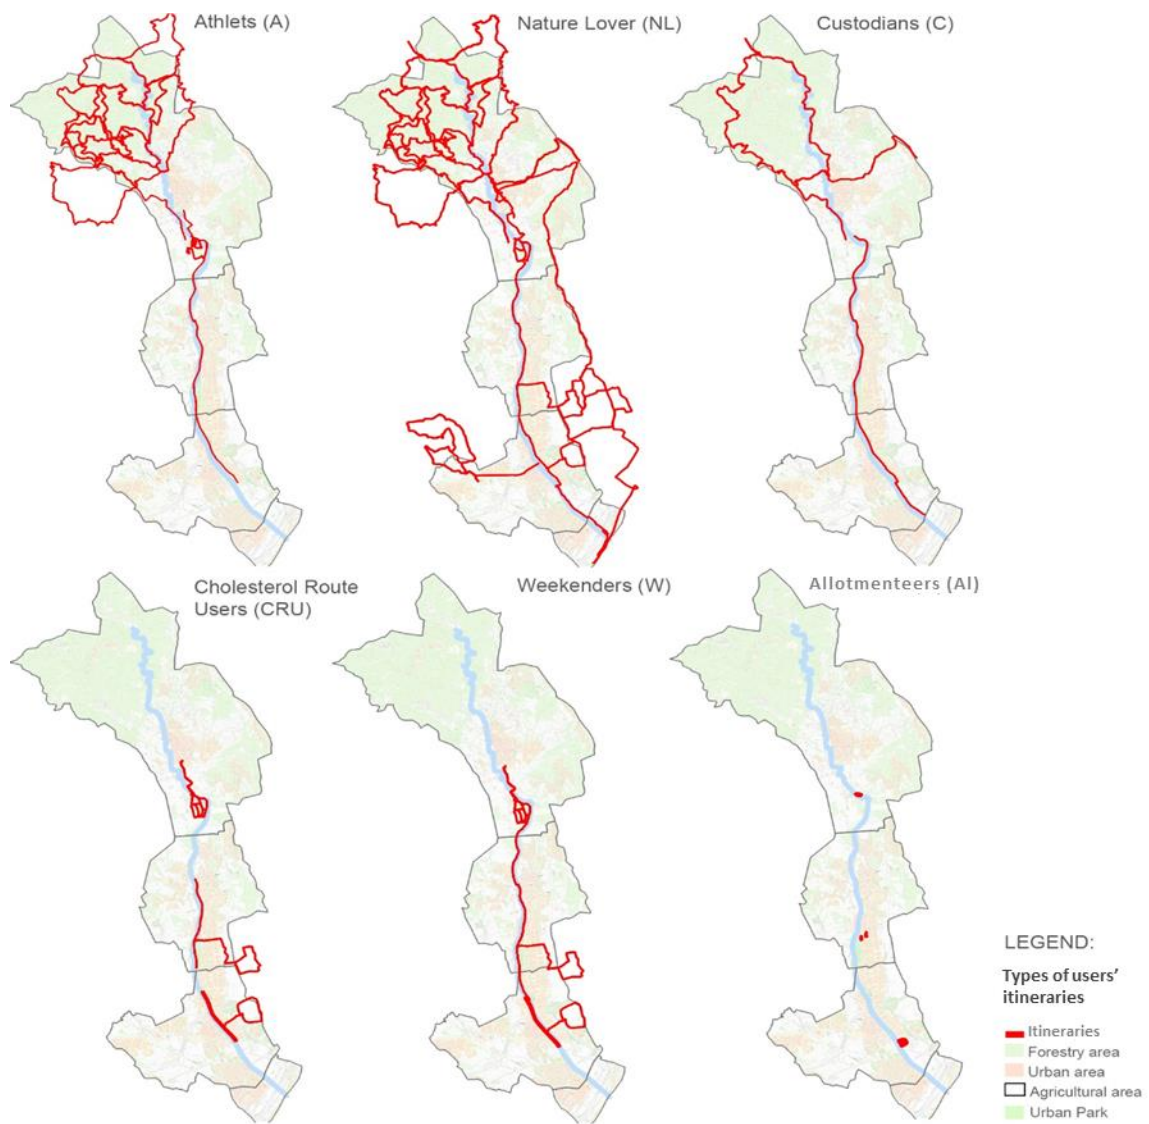 Athlets (A)
Nature Lover (NL)
Custodians (C)
Cholesterol Route
Users (CRU)
Weekenders (W)
Allotmenteers (Al)
LEGEND:
Types of users’
itineraries
Itineraries
Forestry area
Urban area
Agricultural area
Urban Park